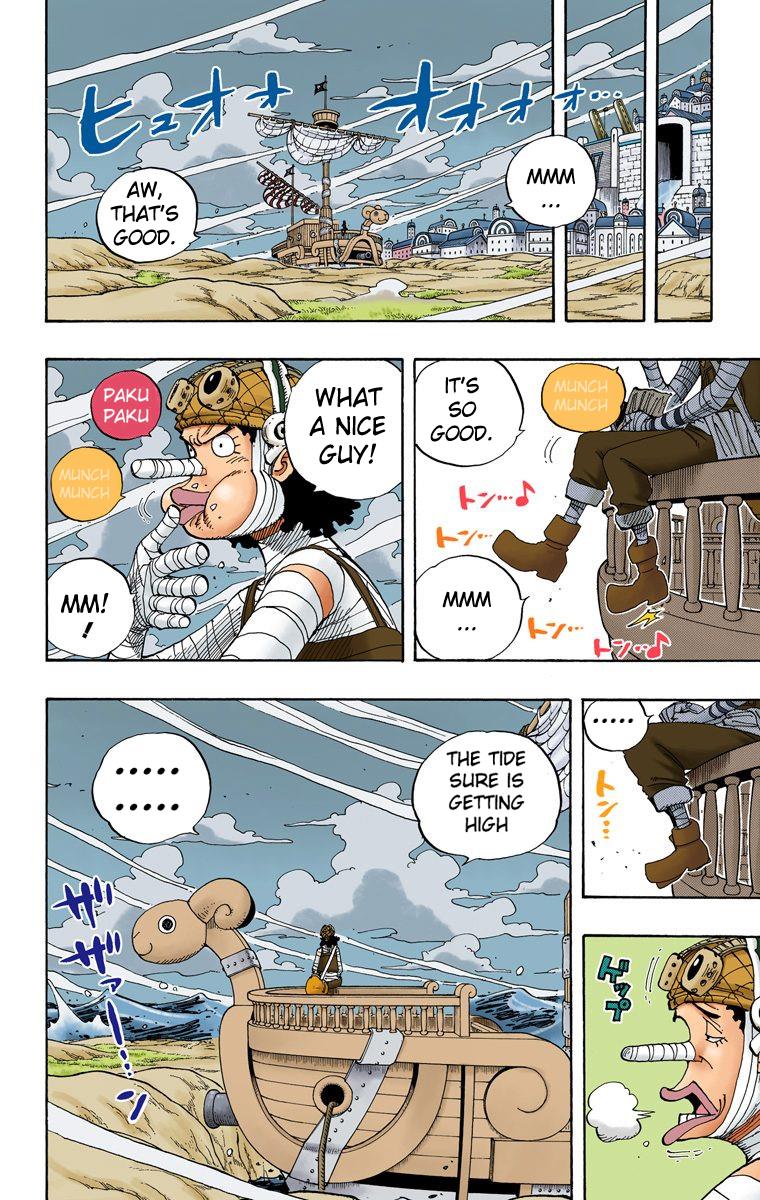 ヒュオオ
オオオオォ…
MMM
...
AW,
THAT'S
GOOD.
IT'S
SO
GOOD.
MUNCH
MUNCH
トン…♪
トン…
MMM
...
トン…
トン…♪
WHAT
A NICE
GUY!
PAKU
PAKU
MUNCH
MUNCH
MM!
!
.....
トン…
ゲップ
THE TIDE
SURE IS
GETTING
HIGH
.....
.....
ザザァー…ン